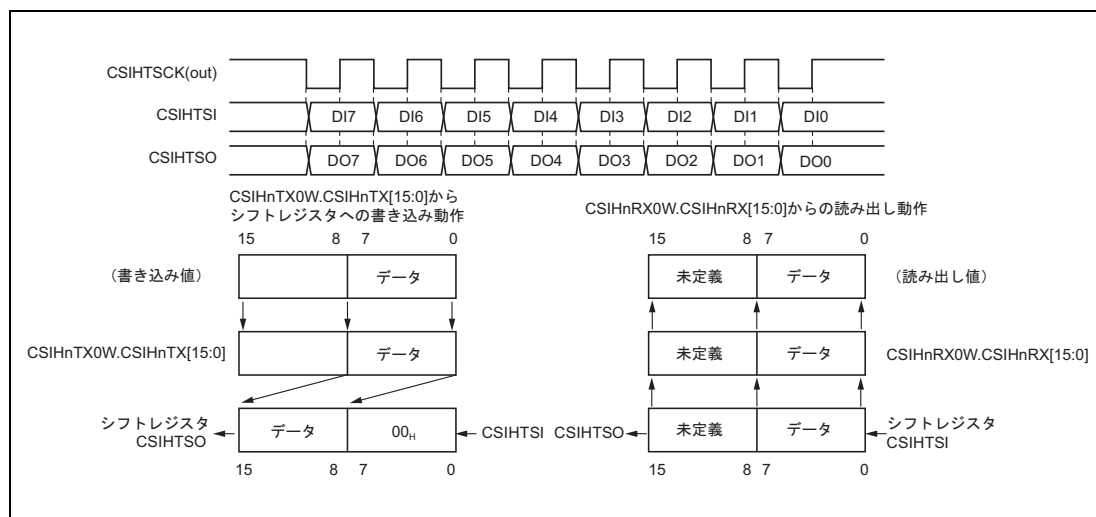 CSIHTSCK(out)
CSIHTSI DI7 DI6 DI5 DI4 DI3 DI2 DI1 DI0
CSIHTSO DO7 DO6 DO5 DO4 DO3 DO2 DO1 DO0
CSIHnTX0W.CSIHnTX[15:0]から
シフトレジスタへの書き込み動作
15 8 7 0
(書き込み値) データ
CSIHnTX0W.CSIHnTX[15:0] データ
シフトレジスタ
CSIHTSO データ 00H CSIHTSI
15 8 7 0
CSIHnRX0W.CSIHnRX[15:0]からの読み出し動作
15 8 7 0
未定義 データ (読み出し値)
未定義 データ CSIHnRX0W.CSIHnRX[15:0]
CSIHTSO 未定義 データ シフトレジスタ
CSIHTSI
15 8 7 0